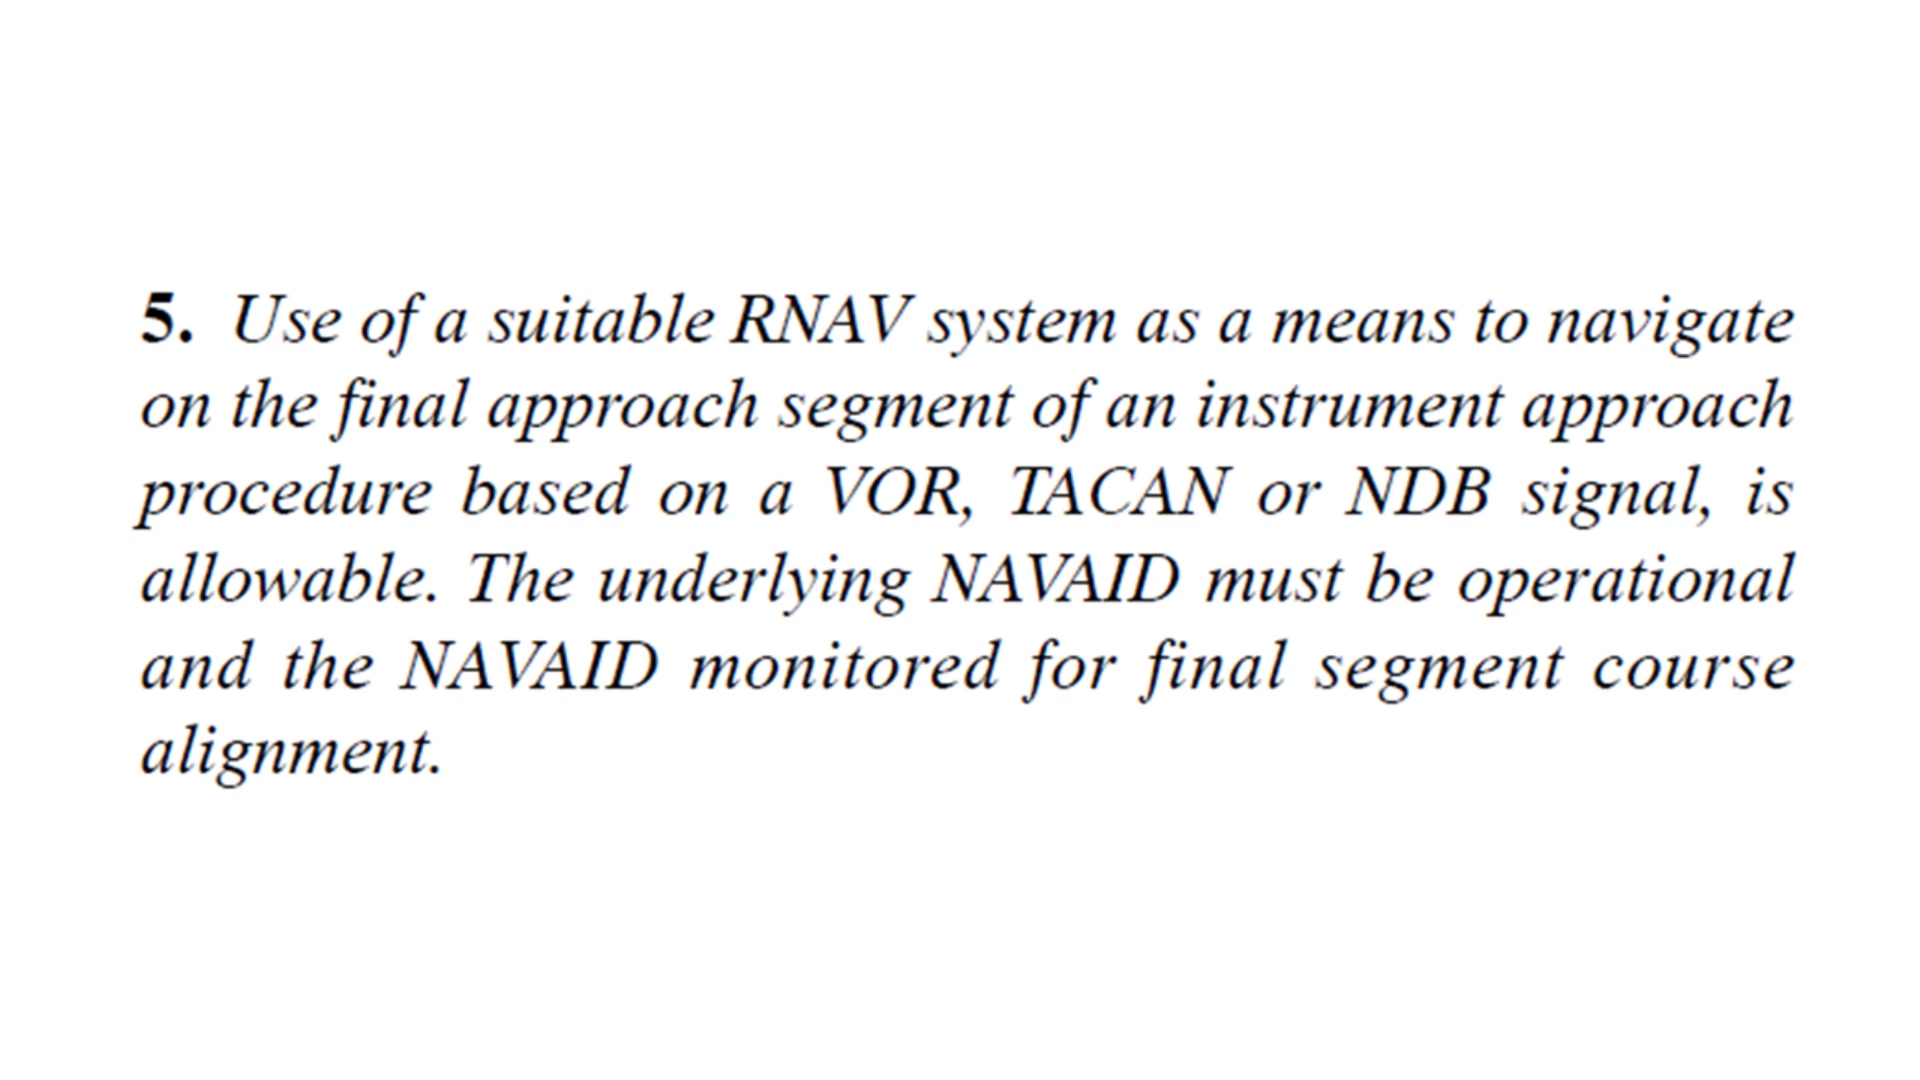 5. Use of a suitable RNAV system as a means to navigate
on the final approach segment of an instrument approach
procedure based on a VOR, TACAN or NDB signal, is
allowable. The underlying NAVAID must be operational
and the NAVAID monitored for final segment course
alignment.